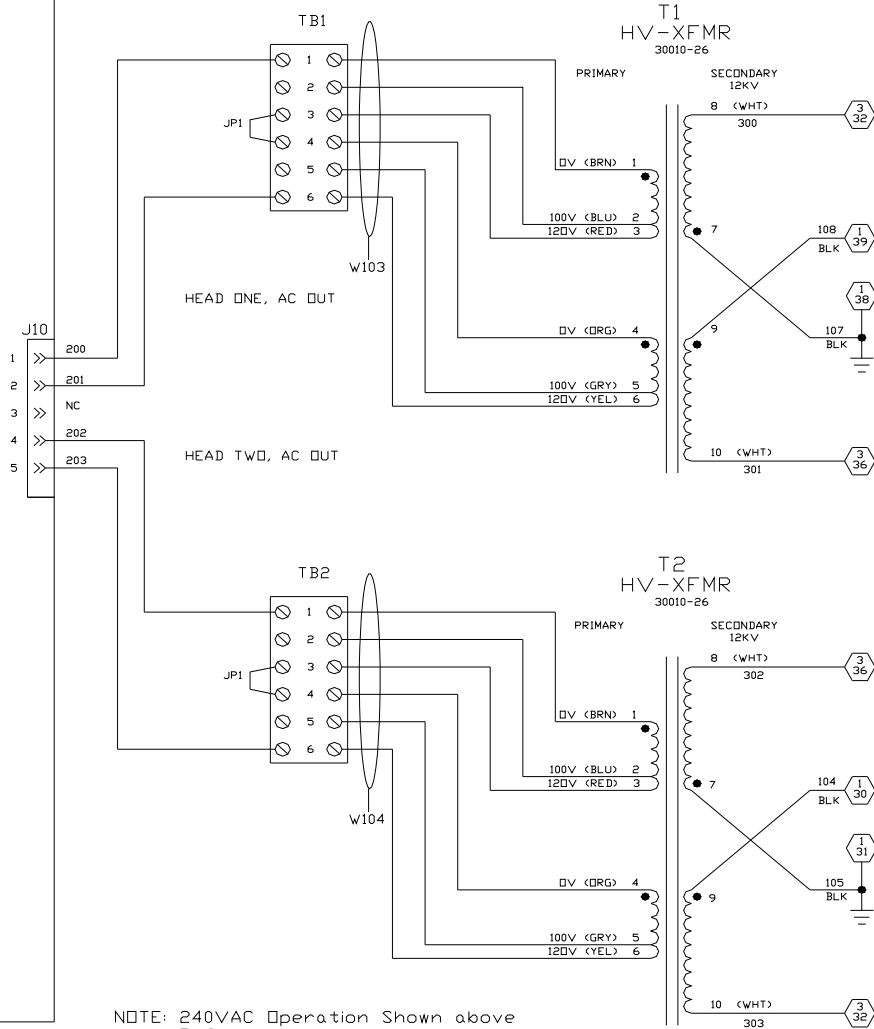 T1
TB1
HV-XFMR
30010-26
PRIMARY
SECONDARY
12KV
1
2
3
4
5
6
JP1
W103
8 (WHT)
300
3
32
0V (BRN) 1
100V (BLU) 2
120V (RED) 3
7
108
BLK
1
39
1
38
HEAD ONE, AC OUT
0V (ORG) 4
9
107
BLK
100V (GRY) 5
120V (YEL) 6
10 (WHT)
301
3
36
J10
1
200
2
201
3
NC
4
202
5
203
HEAD TWO, AC OUT
T2
TB2
HV-XFMR
30010-26
PRIMARY
SECONDARY
12KV
1
2
3
4
5
6
JP1
W104
8 (WHT)
302
3
36
0V (BRN) 1
100V (BLU) 2
120V (RED) 3
7
104
BLK
1
30
1
31
0V (ORG) 4
9
105
BLK
100V (GRY) 5
120V (YEL) 6
10 (WHT)
303
3
32
NOTE: 240VAC Operation Shown above